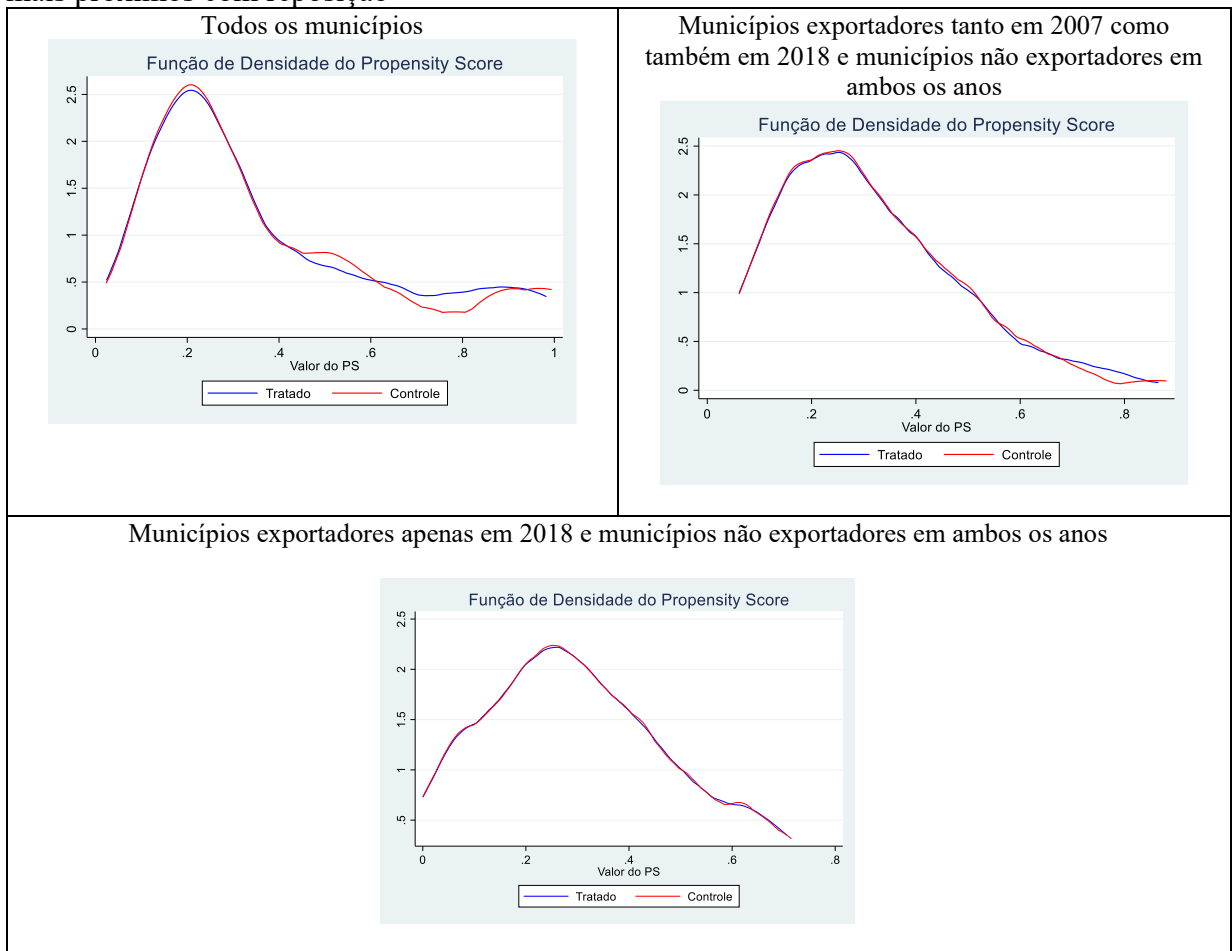 mais próximos com reposição
Todos os municípios
Função de Densidade do Propensity Score
0 .5 1 1.5 2 2.5
0 .2 .4 .6 .8 1
Valor do PS
Tratado Controle
Municípios exportadores tanto em 2007 como
também em 2018 e municípios não exportadores em
ambos os anos
Função de Densidade do Propensity Score
0 .5 1 1.5 2 2.5
0 .2 .4 .6 .8
Valor do PS
Tratado Controle
Municípios exportadores apenas em 2018 e municípios não exportadores em ambos os anos
Função de Densidade do Propensity Score
.5 1 1.5 2 2.5
0 .2 .4 .6 .8
Valor do PS
Tratado Controle